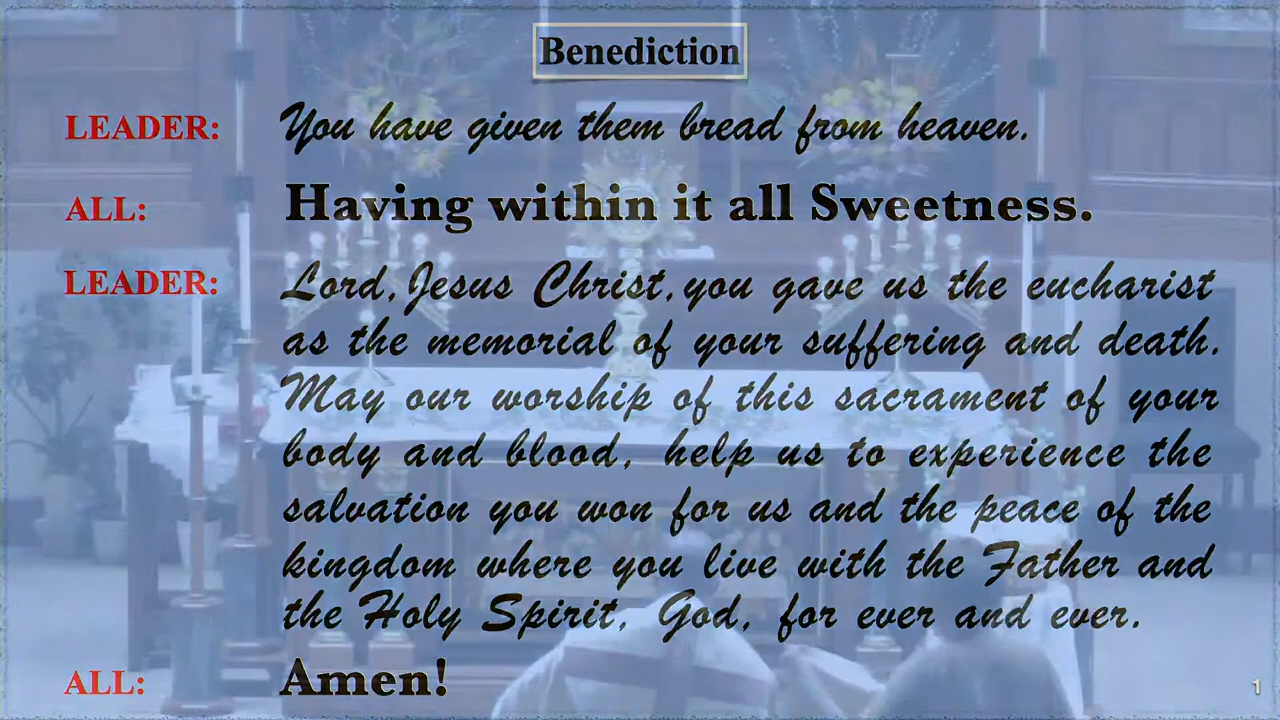 Benediction
LEADER: You have given them bread from heaven.
ALL: Having within it all Sweetness.
LEADER: Lord, Jesus Christ, you gave us the eucharist
as the memorial of your suffering and death.
May our worship of this sacrament of your
body and blood, help us to experience the
salvation you won for us and the peace of the
kingdom where you live with the Father and
the Holy Spirit, God, for ever and ever.
ALL: Amen!
1